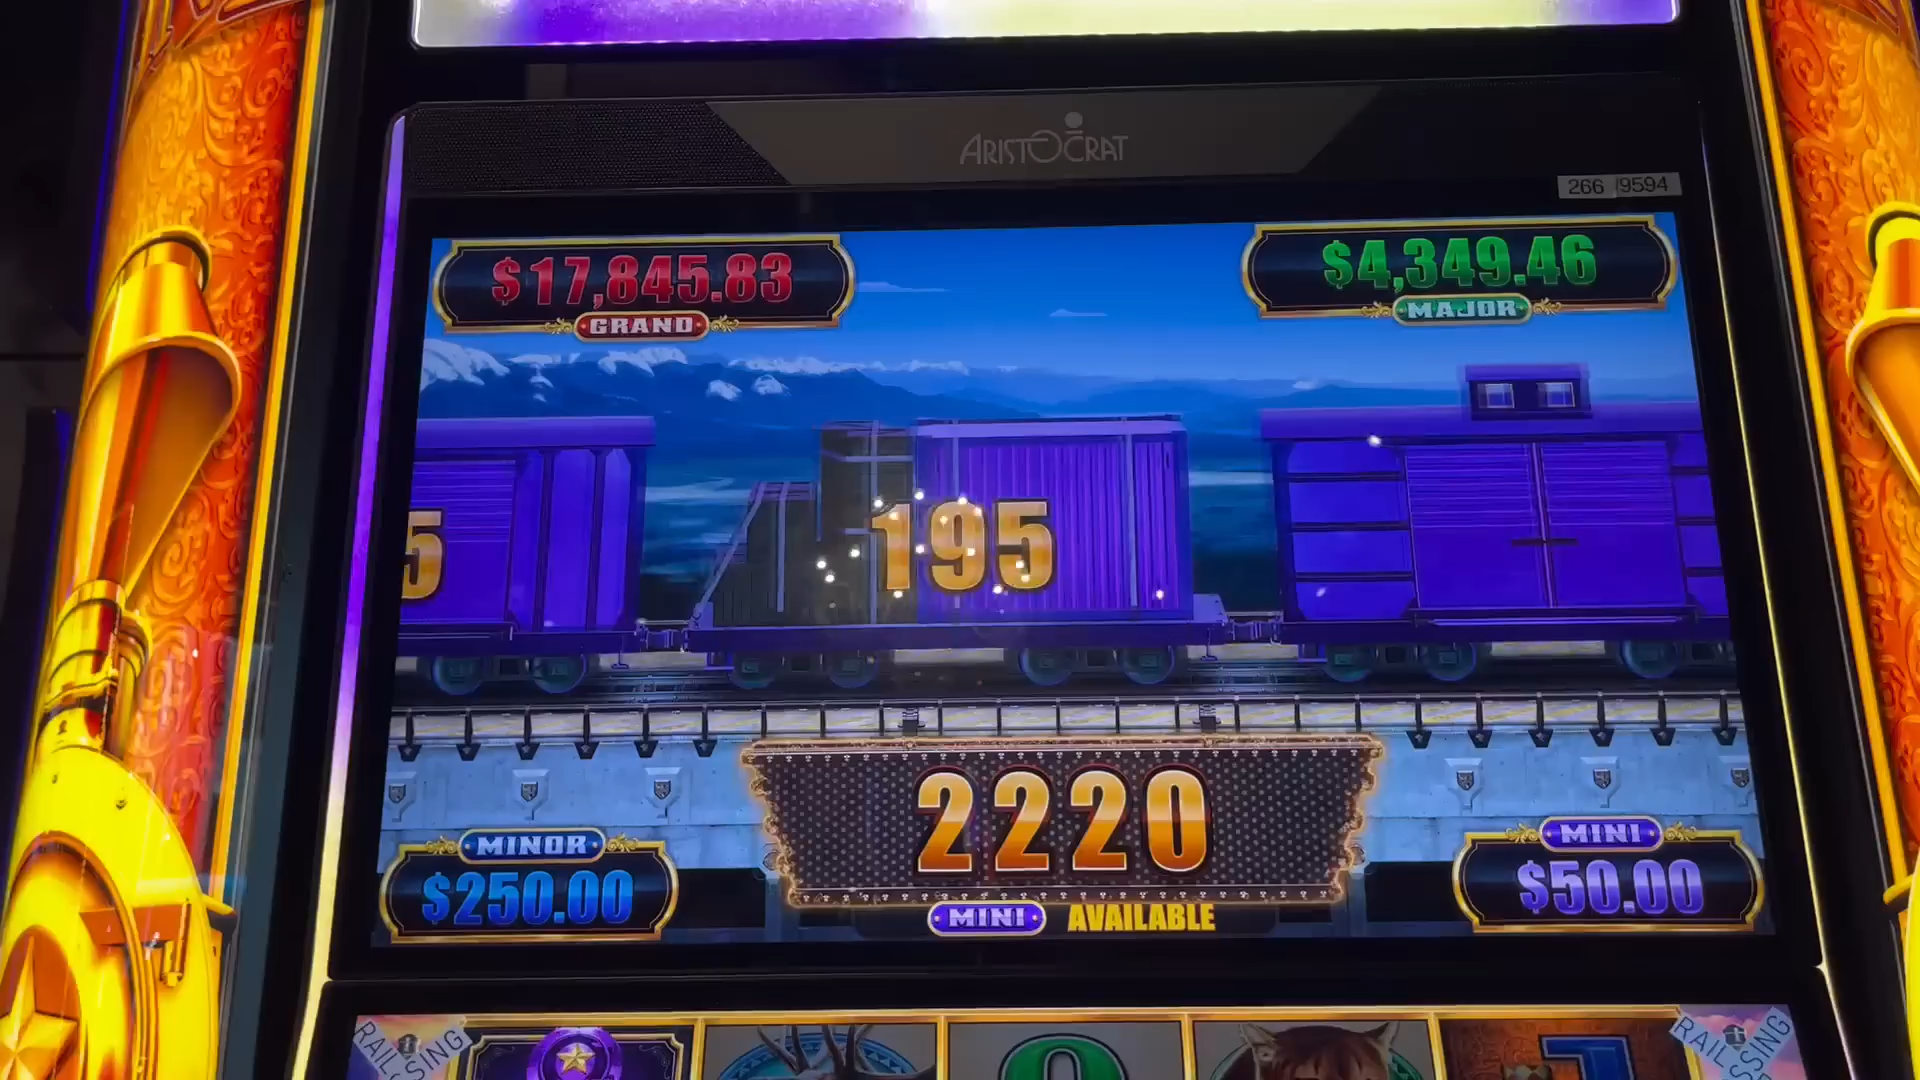 ARISTOCRAT
266 9594
$17,845.83
GRAND
$4,349.46
MAJOR
5
195
2220
MINOR
$250.00
MINI
$50.00
MINI AVAILABLE